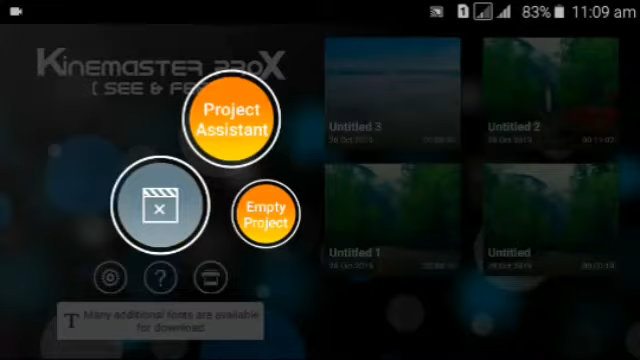 83% 11:09 am
KINEMASTER PROX
( SEE & FE
Project
Assistant
Empty
Project
Untitled 3
Untitled 2
Untitled 1
Untitled
?
T Many additional fonts are available
for download.